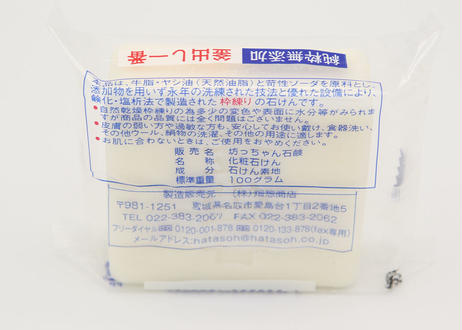 釜出し一番 純粋無添加
本品は、牛脂・ヤシ油(天然油脂)と苛性ソーダを原料とし、
添加物を用いず永年の洗練された技法と優れた設備により、
鹸化・塩析法で製造された枠練りの石けんです。
●自然乾燥枠練りの為多少の変色や表面に水分等がみられま
すが商品の品質には全く問題はございません。
●皮膚の弱い方や過敏な方も、安心してお使い戴け、食器洗い、
その他ウール、絹物の洗濯、その他の用途に適します。
●お肌に合わないときは、ご使用をおやめください。
販売名 坊っちゃん石鹸
名称 化粧石けん
成分 石けん素地
標準重量 100グラム
製造販売元 (株)畑惣商店
〒981-1251 宮城県名取市愛島台1丁目2番地5
TEL 022-383-2067 FAX 022-383-2062
フリーダイヤル 0120-001-878 0120-133-878(fax専用)
メールアドレス:hatasoh@hatasoh.co.jp